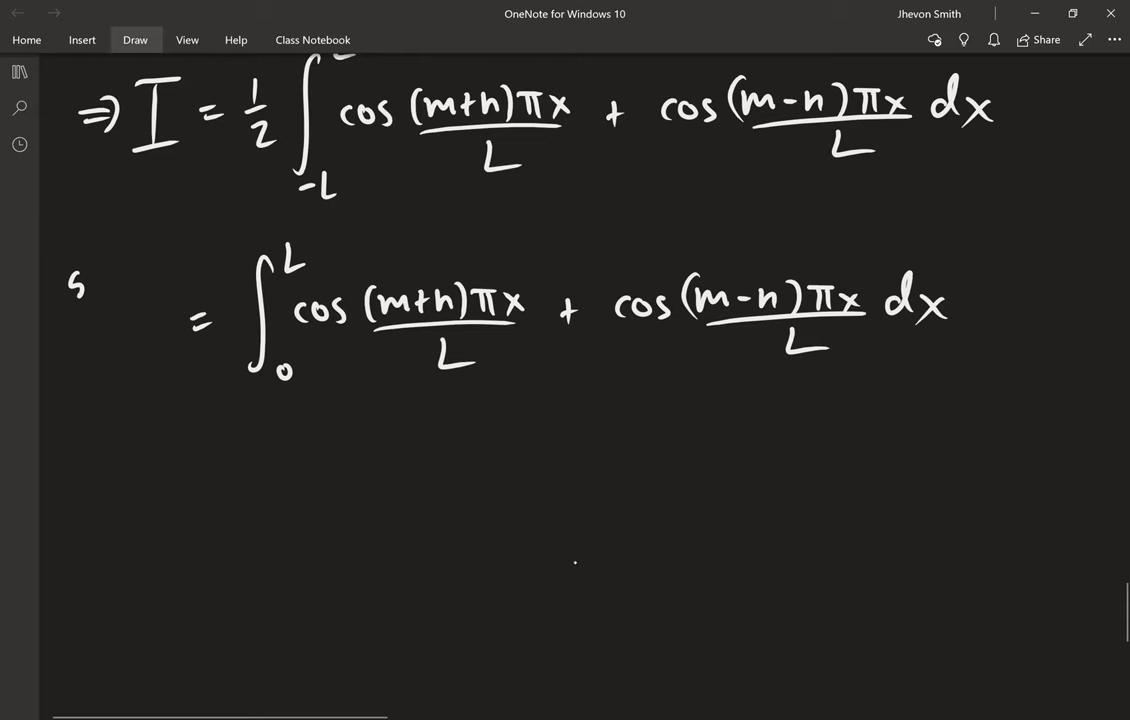 OneNote for Windows 10
Jhevon Smith
Home Insert Draw View Help Class Notebook Share
⇒ I = 1/2 ∫_{-L}^{L} cos (m+n)πx/L + cos (m-n)πx/L dx
s
= ∫_0^L cos (m+n)πx/L + cos (m-n)πx/L dx